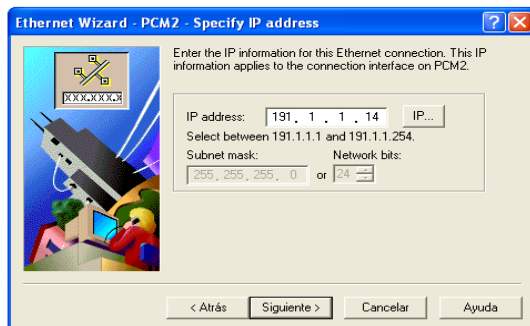 Ethernet Wizard - PCM2 - Specify IP address
Enter the IP information for this Ethernet connection. This IP
information applies to the connection interface on PCM2.
xxx.xxx.x
IP address: 191 . 1 . 1 . 14 IP...
Select between 191.1.1.1 and 191.1.1.254.
Subnet mask: Network bits:
255 . 255 . 255 . 0 or 24
< Atrás Siguiente > Cancelar Ayuda